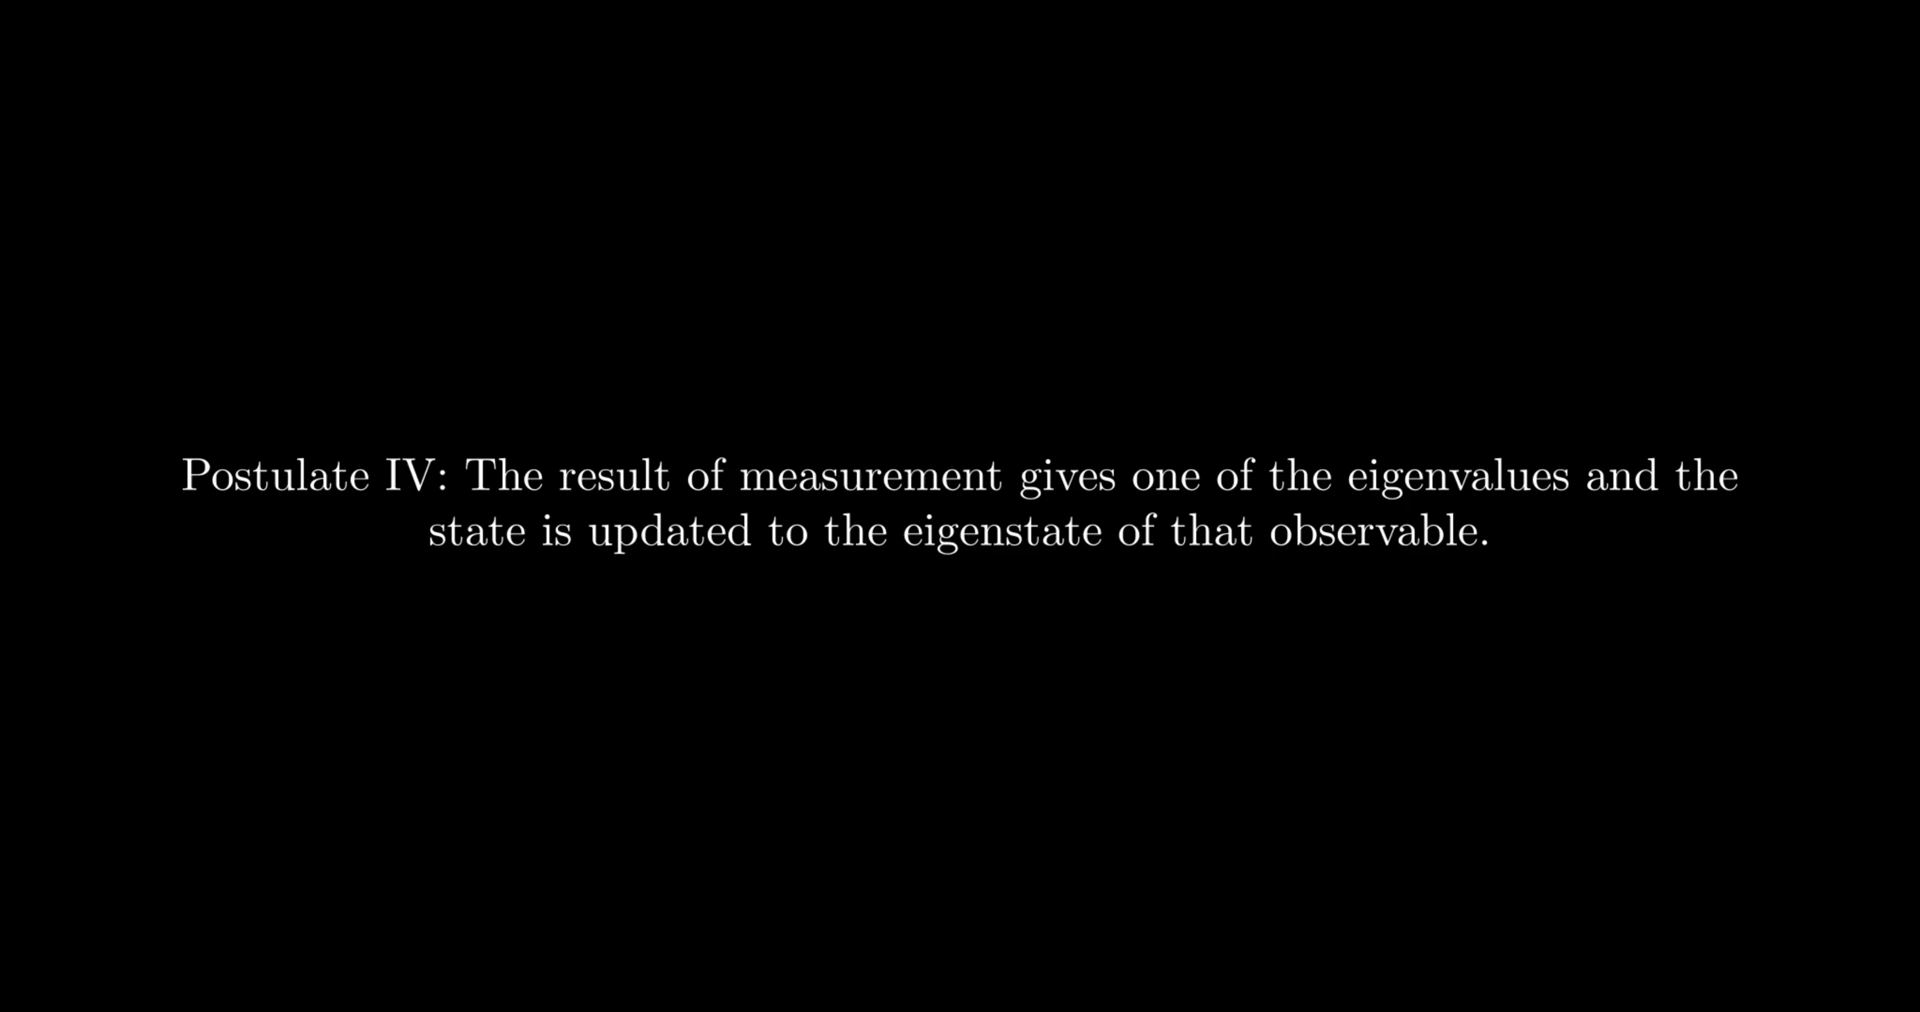 Postulate IV: The result of measurement gives one of the eigenvalues and the
state is updated to the eigenstate of that observable.